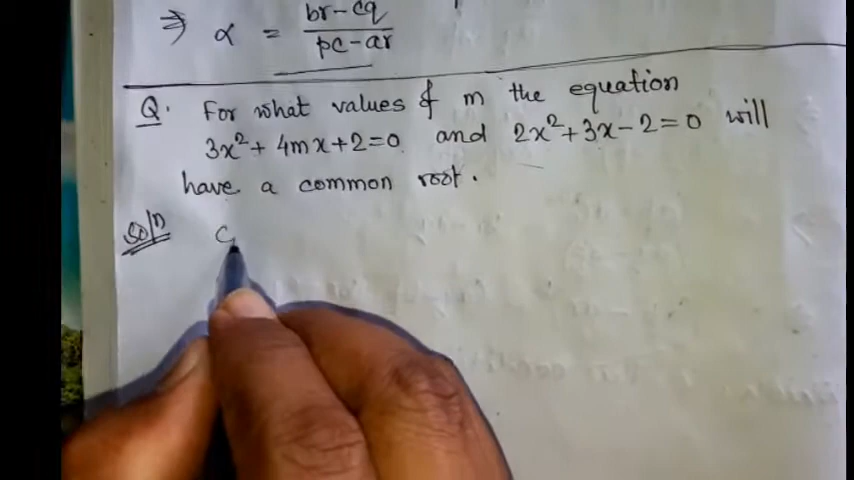 ⇒ α = br-cq / pc-ar
Q. For what values of m the equation
3x²+4mx+2=0 and 2x²+3x-2=0 will
have a common root.
Soln G